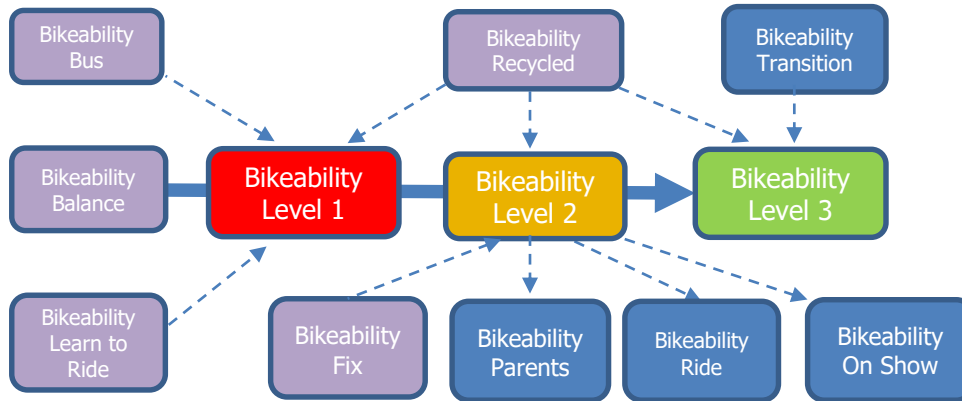 Bikeability
Bus
Bikeability
Recycled
Bikeability
Transition
Bikeability
Balance
Bikeability
Level 1
Bikeability
Level 2
Bikeability
Level 3
Bikeability
Learn to
Ride
Bikeability
Fix
Bikeability
Parents
Bikeability
Ride
Bikeability
On Show